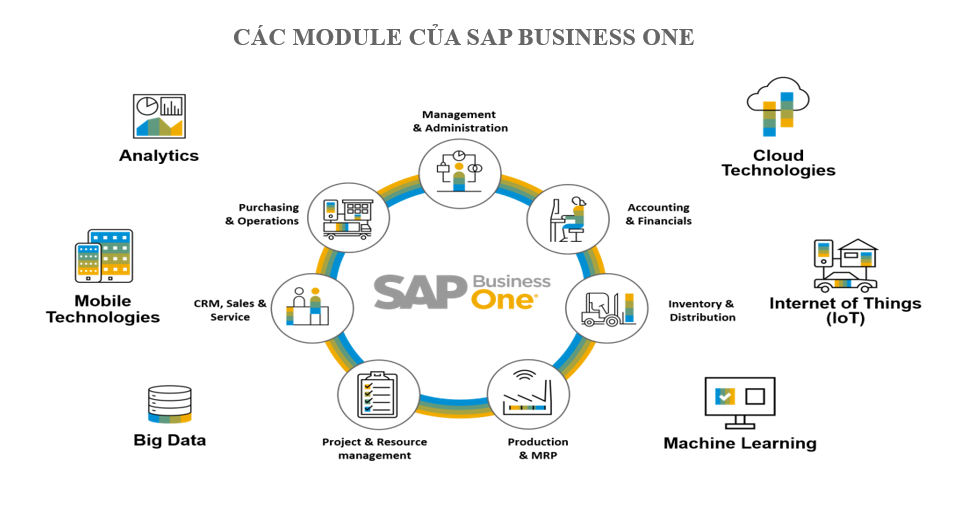 CÁC MODULE CỦA SAP BUSINESS ONE
Analytics
Management
& Administration
Cloud
Technologies
Purchasing
& Operations
Accounting
& Financials
Mobile
Technologies
CRM, Sales &
Service
SAP Business
One®
Inventory &
Distribution
Internet of Things
(IoT)
Big Data
Project & Resource
management
Production
& MRP
Machine Learning